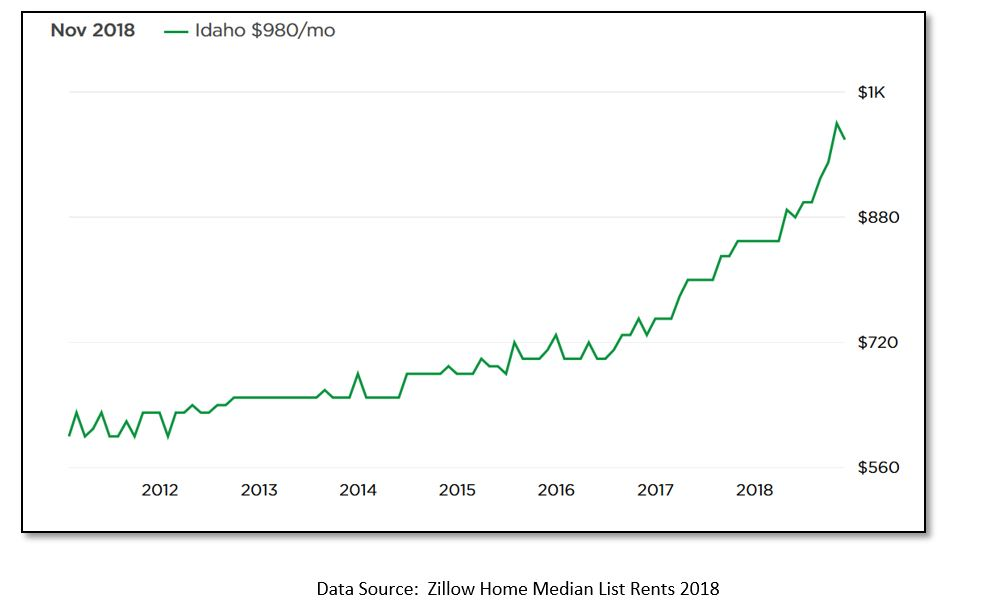 Nov 2018 Idaho $980/mo
$1K
$880
$720
$560
2012 2013 2014 2015 2016 2017 2018
Data Source: Zillow Home Median List Rents 2018